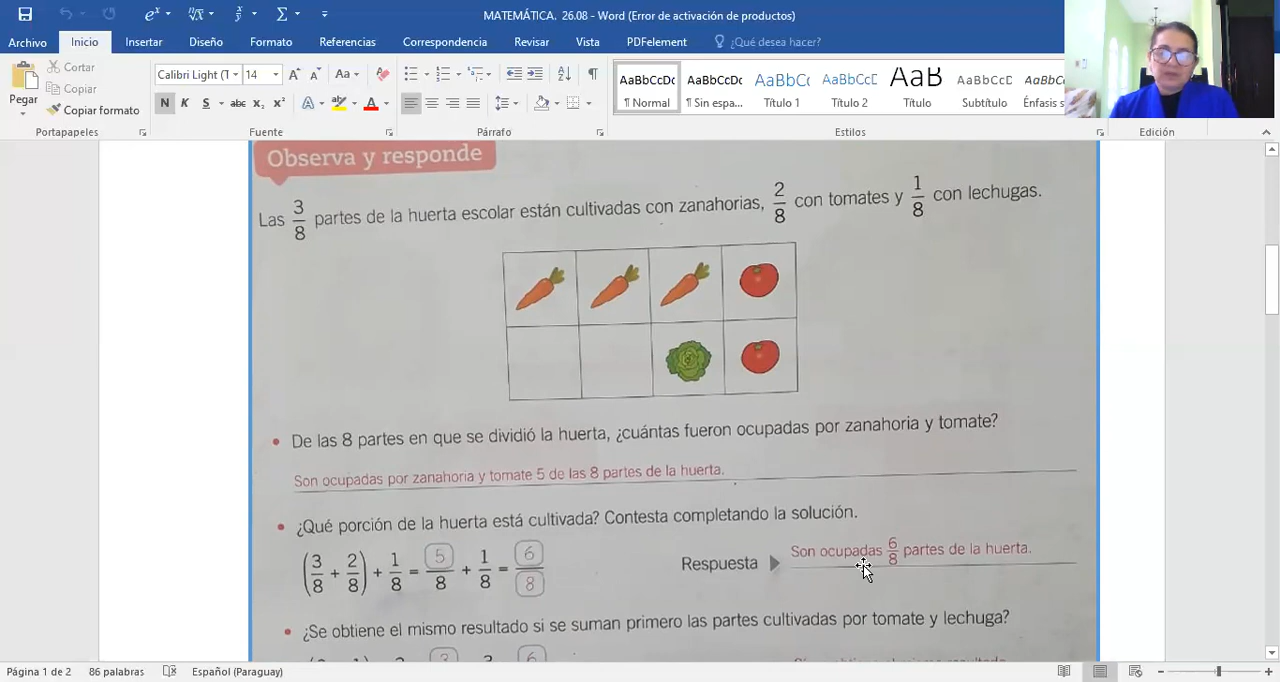 MATEMÁTICA. 26.08 - Word (Error de activación de productos)
Archivo Inicio Insertar Diseño Formato Referencias Correspondencia Revisar Vista PDFelement ¿Qué desea hacer?
Pegar
Cortar
Copiar
Copiar formato
Calibri Light (T 14
N K S abc x₂ x²
AaBbCcDc AaBbCcDc AaBbC AaBbCcD AaB AaBbCcD AaBbC
¶ Normal ¶ Sin espa... Título 1 Título 2 Título Subtítulo Énfasis s
Portapapeles Fuente Párrafo Estilos Edición
Observa y responde
Las 3/8 partes de la huerta escolar están cultivadas con zanahorias, 2/8 con tomates y 1/8 con lechugas.
• De las 8 partes en que se dividió la huerta, ¿cuántas fueron ocupadas por zanahoria y tomate?
Son ocupadas por zanahoria y tomate 5 de las 8 partes de la huerta.
• ¿Qué porción de la huerta está cultivada? Contesta completando la solución.
(3/8 + 2/8) + 1/8 = 5/8 + 1/8 = 6/8
Respuesta ▶ Son ocupadas 6/8 partes de la huerta.
• ¿Se obtiene el mismo resultado si se suman primero las partes cultivadas por tomate y lechuga?
Página 1 de 2 86 palabras Español (Paraguay)